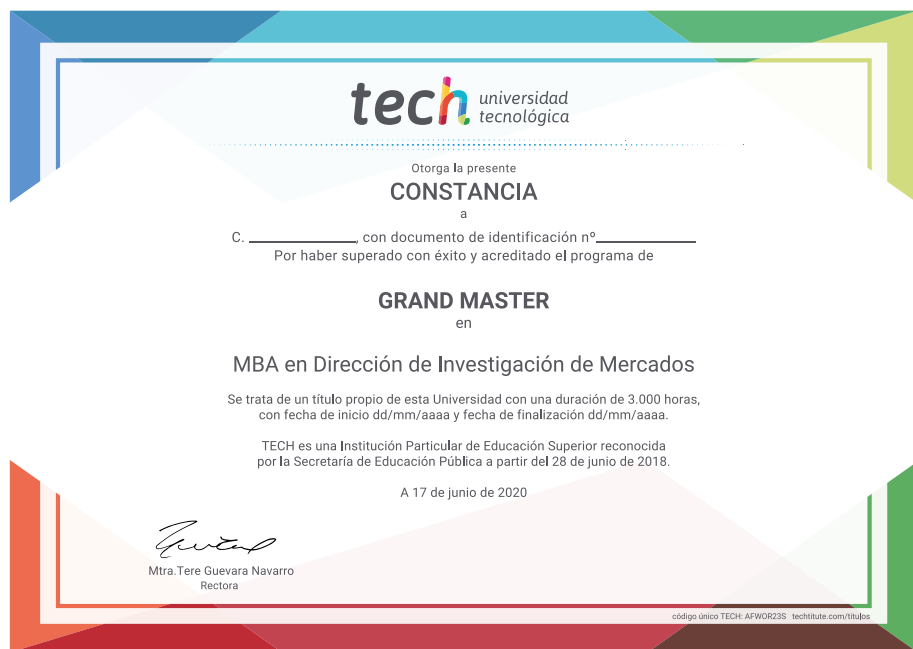 tech universidad
tecnológica
Otorga la presente
CONSTANCIA
a
C. ____________, con documento de identificación nº____________
Por haber superado con éxito y acreditado el programa de
GRAND MASTER
en
MBA en Dirección de Investigación de Mercados
Se trata de un título propio de esta Universidad con una duración de 3.000 horas,
con fecha de inicio dd/mm/aaaa y fecha de finalización dd/mm/aaaa.
TECH es una Institución Particular de Educación Superior reconocida
por la Secretaría de Educación Pública a partir del 28 de junio de 2018.
A 17 de junio de 2020
Mtra.Tere Guevara Navarro
Rectora
código único TECH: AFWOR23S techtitute.com/titulos